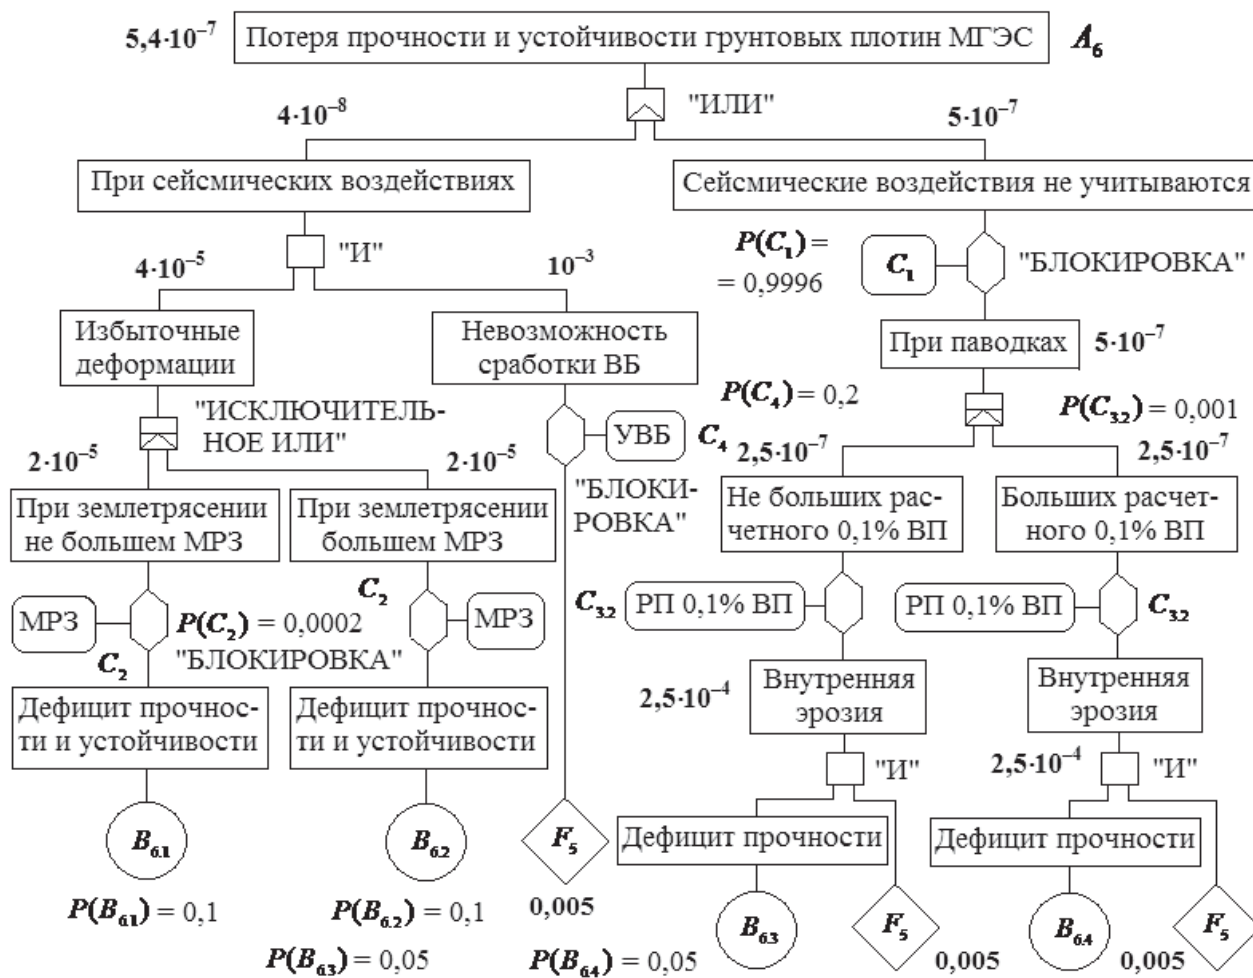 5,4·10⁻⁷ Потеря прочности и устойчивости грунтовых плотин МГЭС A₆
4·10⁻⁸ "ИЛИ" 5·10⁻⁷
При сейсмических воздействиях
Сейсмические воздействия не учитываются
"И"
4·10⁻⁵ 10⁻³
P(C₁) =
= 0,9996
C₁
"БЛОКИРОВКА"
Избыточные
деформации
Невозможность
сработки ВБ
При паводках 5·10⁻⁷
"ИСКЛЮЧИТЕЛЬ-
НОЕ ИЛИ"
УВБ C₄
P(C₄) = 0,2
P(C₃.₂) = 0,001
2·10⁻⁵ 2·10⁻⁵
2,5·10⁻⁷ 2,5·10⁻⁷
При землетрясении
не большем МРЗ
При землетрясении
большем МРЗ
"БЛОКИ-
РОВКА"
Не больших рас-
четного 0,1% ВП
Больших расчет-
ного 0,1% ВП
МРЗ
P(C₂) = 0,0002
"БЛОКИРОВКА"
C₂
C₂
МРЗ
C₃.₂ РП 0,1% ВП
РП 0,1% ВП C₃.₂
Дефицит прочнос-
ти и устойчивости
Дефицит прочнос-
ти и устойчивости
2,5·10⁻⁴
Внутренняя
эрозия
Внутренняя
эрозия
"И"
2,5·10⁻⁴ "И"
B₆.₁
B₆.₂
F₅
Дефицит прочности
Дефицит прочности
P(B₆.₁) = 0,1
P(B₆.₂) = 0,1
0,005
B₆.₃
F₅
B₆.₄
F₅
P(B₆.₃) = 0,05
P(B₆.₄) = 0,05
0,005
0,005